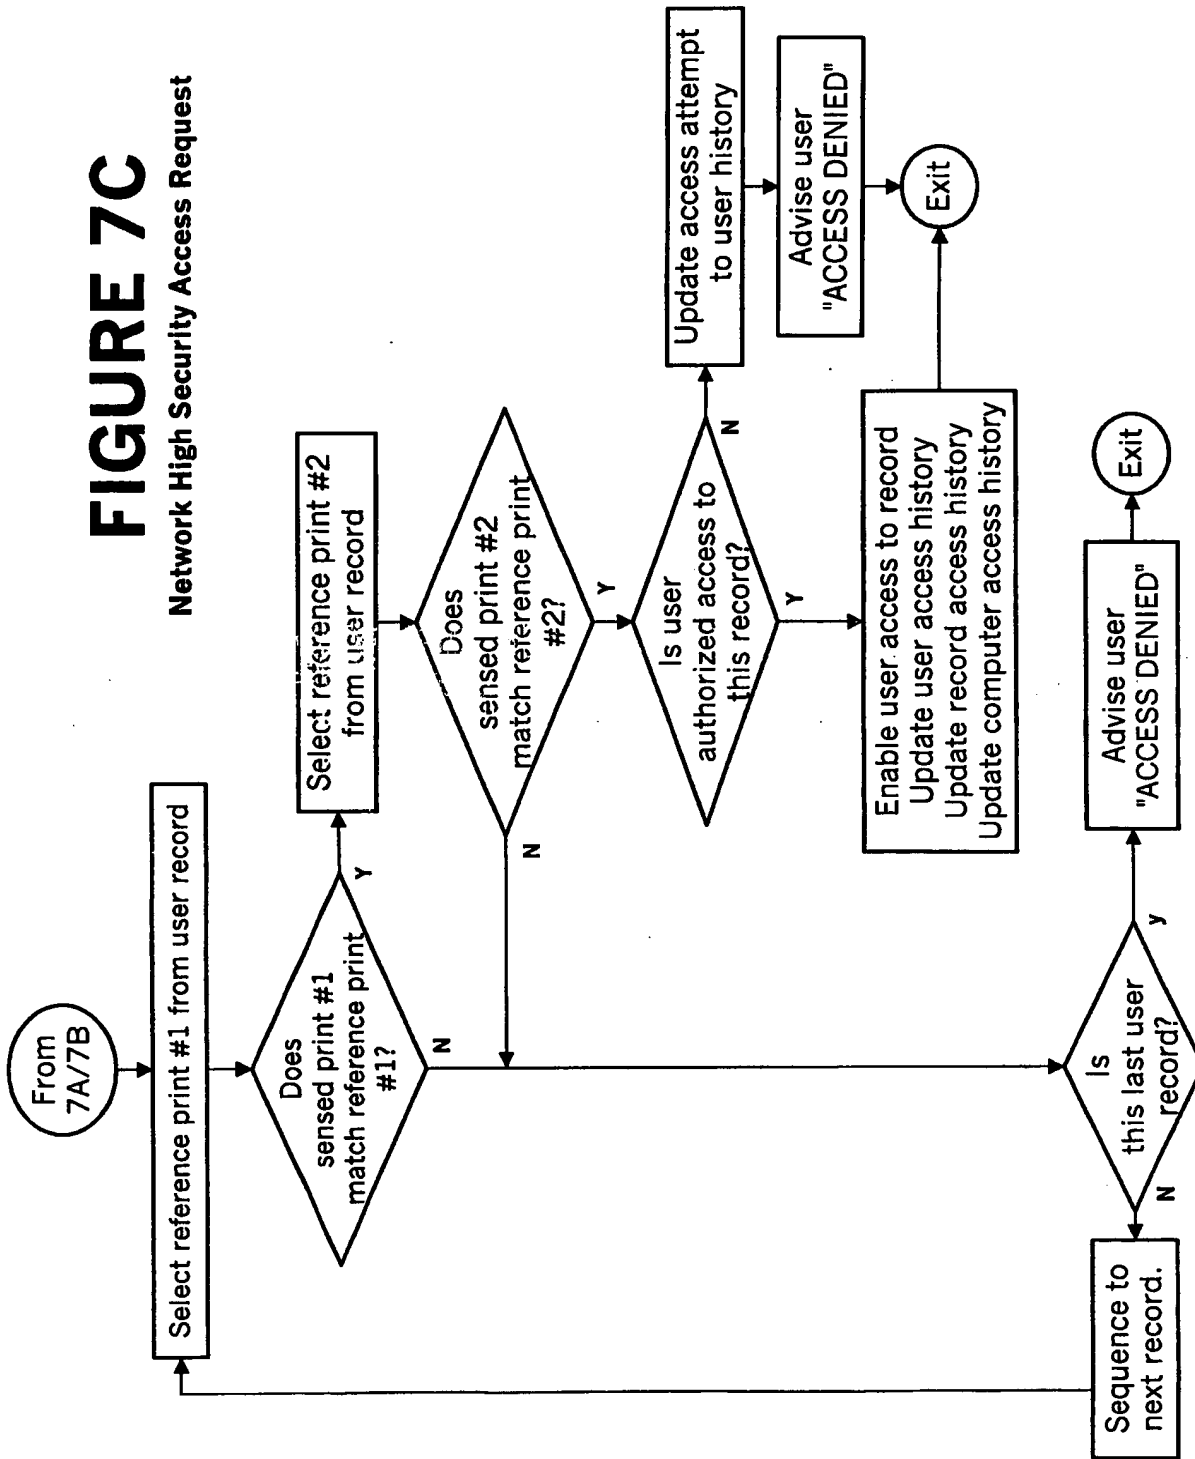 FIGURE 7C
Network High Security Access Request
From
7A/7B
Select reference print #1 from user record
Does
sensed print #1
match reference print
#1?
Y
N
Select reference print #2
from user record
Does
sensed print #2
match reference print
#2?
N
Y
Is user
authorized access to
this record?
N
Y
Update access attempt
to user history
Advise user
"ACCESS DENIED"
Exit
Enable user access to record
Update user access history
Update record access history
Update computer access history
Is
this last user
record?
N
y
Sequence to
next record.
Advise user
"ACCESS DENIED"
Exit